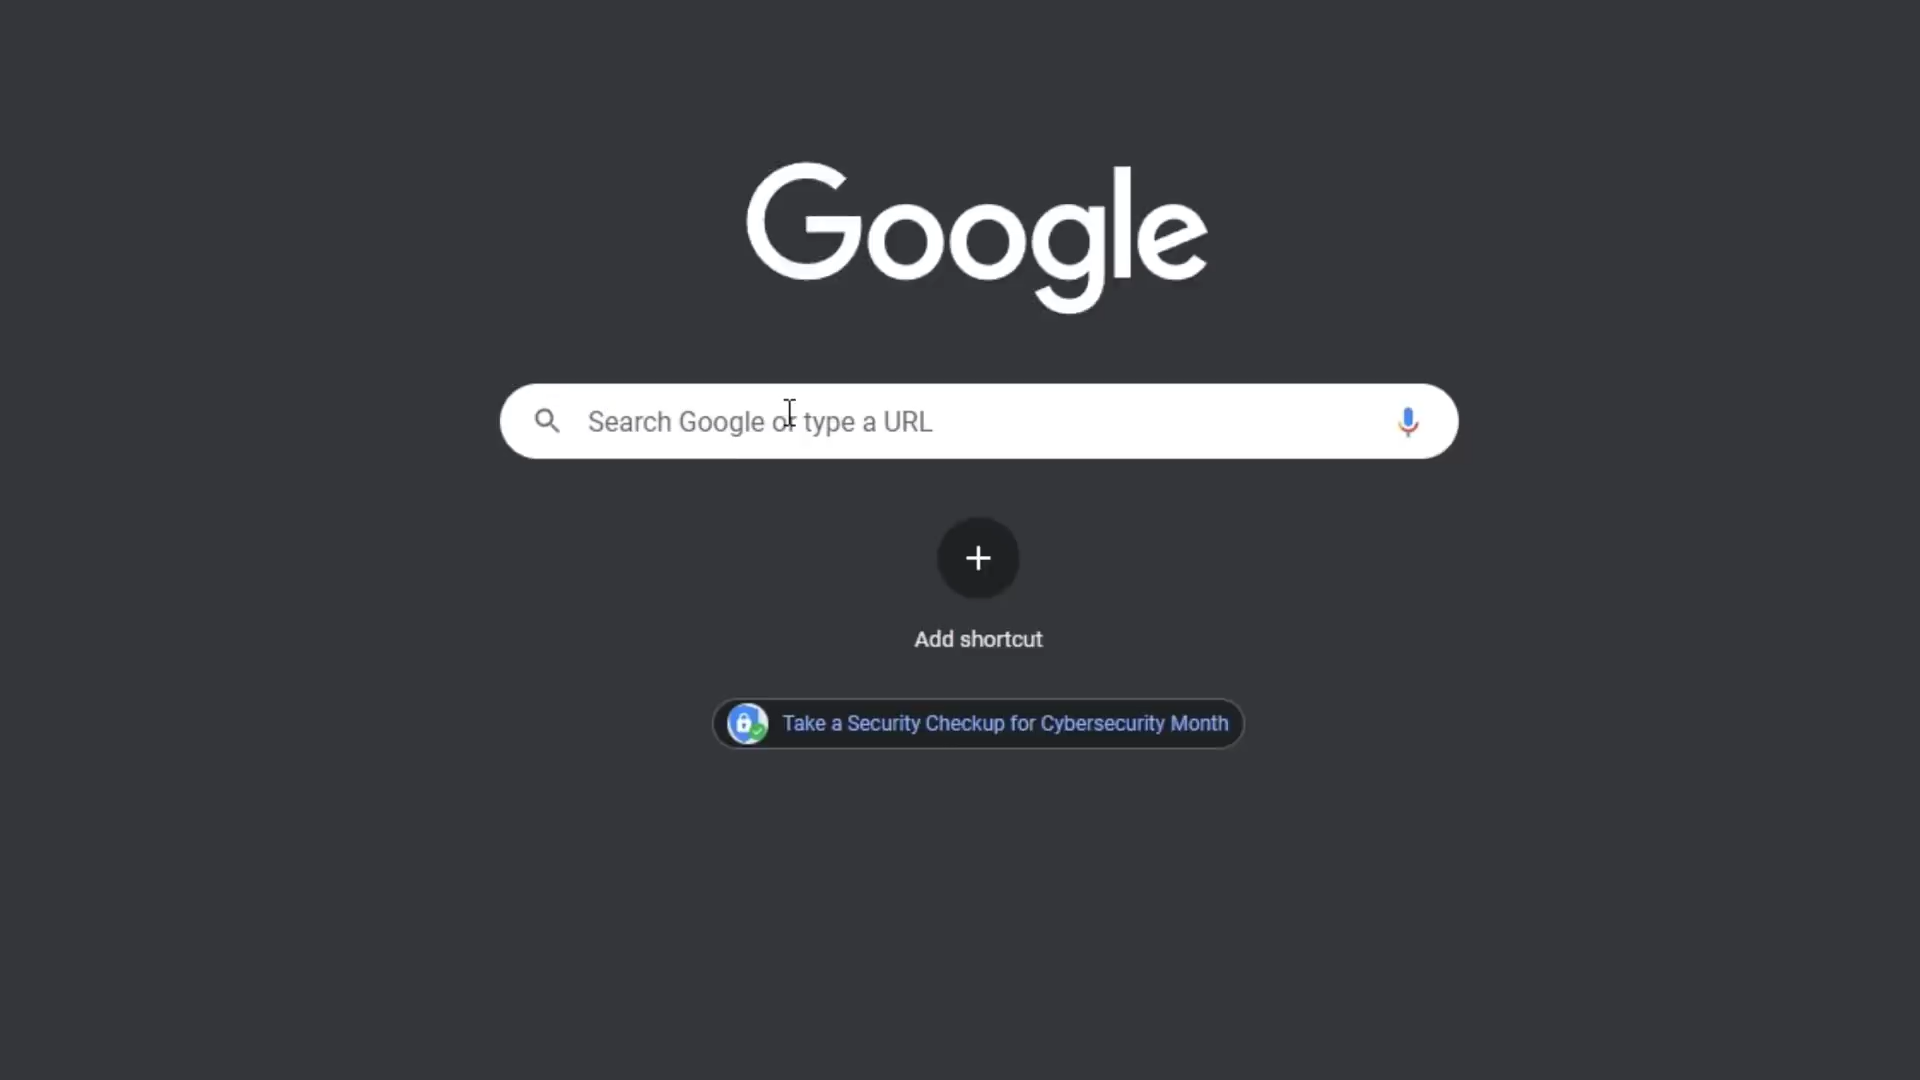 Google
Search Google or type a URL
Add shortcut
Take a Security Checkup for Cybersecurity Month